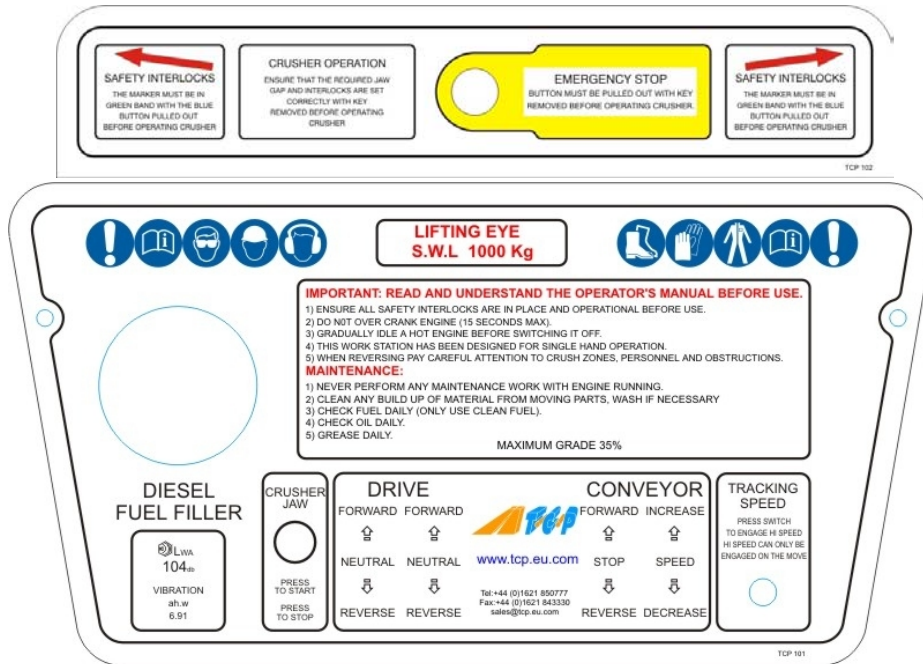 SAFETY INTERLOCKS
THE MARKER MUST BE IN
GREEN BAND WITH THE BLUE
BUTTON PULLED OUT
BEFORE OPERATING CRUSHER
CRUSHER OPERATION
ENSURE THAT THE REQUIRED JAW
GAP AND INTERLOCKS ARE SET
CORRECTLY WITH KEY
REMOVED BEFORE OPERATING
CRUSHER
EMERGENCY STOP
BUTTON MUST BE PULLED OUT WITH KEY
REMOVED BEFORE OPERATING CRUSHER.
SAFETY INTERLOCKS
THE MARKER MUST BE IN
GREEN BAND WITH THE BLUE
BUTTON PULLED OUT
BEFORE OPERATING CRUSHER
TCP 102
LIFTING EYE
S.W.L 1000 Kg
IMPORTANT: READ AND UNDERSTAND THE OPERATOR'S MANUAL BEFORE USE.
1) ENSURE ALL SAFETY INTERLOCKS ARE IN PLACE AND OPERATIONAL BEFORE USE.
2) DO NOT OVER CRANK ENGINE (15 SECONDS MAX).
3) GRADUALLY IDLE A HOT ENGINE BEFORE SWITCHING IT OFF.
4) THIS WORK STATION HAS BEEN DESIGNED FOR SINGLE HAND OPERATION.
5) WHEN REVERSING PAY CAREFUL ATTENTION TO CRUSH ZONES, PERSONNEL AND OBSTRUCTIONS.
MAINTENANCE:
1) NEVER PERFORM ANY MAINTENANCE WORK WITH ENGINE RUNNING.
2) CLEAN ANY BUILD UP OF MATERIAL FROM MOVING PARTS, WASH IF NECESSARY
3) CHECK FUEL DAILY (ONLY USE CLEAN FUEL).
4) CHECK OIL DAILY.
5) GREASE DAILY.
MAXIMUM GRADE 35%
DIESEL
FUEL FILLER
LWA
104db
VIBRATION
ah.w
6.91
CRUSHER
JAW
PRESS
TO START
PRESS
TO STOP
DRIVE
FORWARD FORWARD
NEUTRAL NEUTRAL
REVERSE REVERSE
TCP
www.tcp.eu.com
Tel:+44 (0)1621 850777
Fax:+44 (0)1621 843330
sales@tcp.eu.com
CONVEYOR
FORWARD INCREASE
STOP SPEED
REVERSE DECREASE
TRACKING
SPEED
PRESS SWITCH
TO ENGAGE HI SPEED
HI SPEED CAN ONLY BE
ENGAGED ON THE MOVE
TCP 101